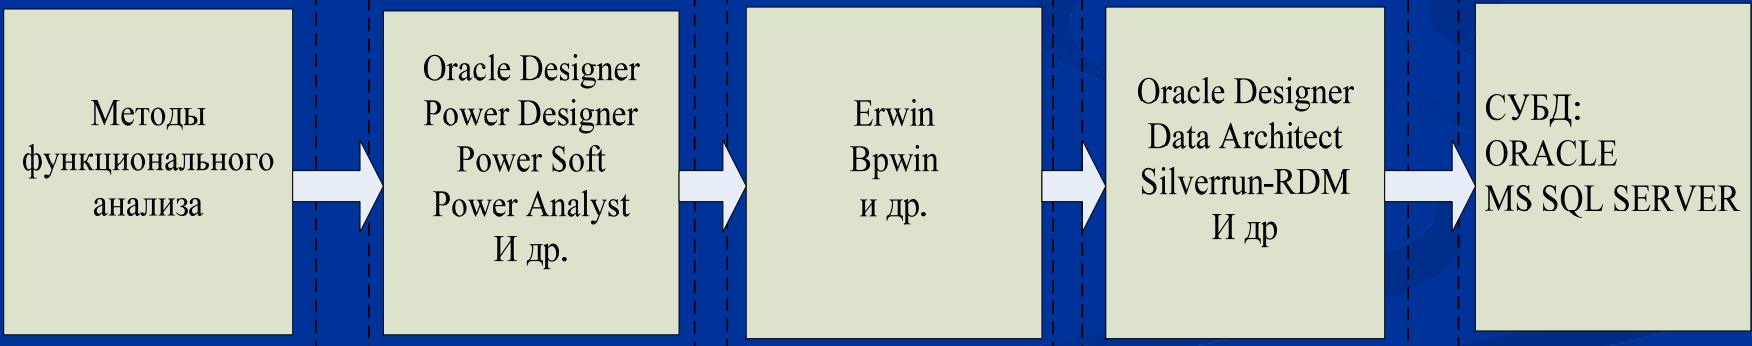 Методы
функционального
анализа
Oracle Designer
Power Designer
Power Soft
Power Analyst
И др.
Erwin
Bpwin
и др.
Oracle Designer
Data Architect
Silverrun-RDM
И др
СУБД:
ORACLE
MS SQL SERVER